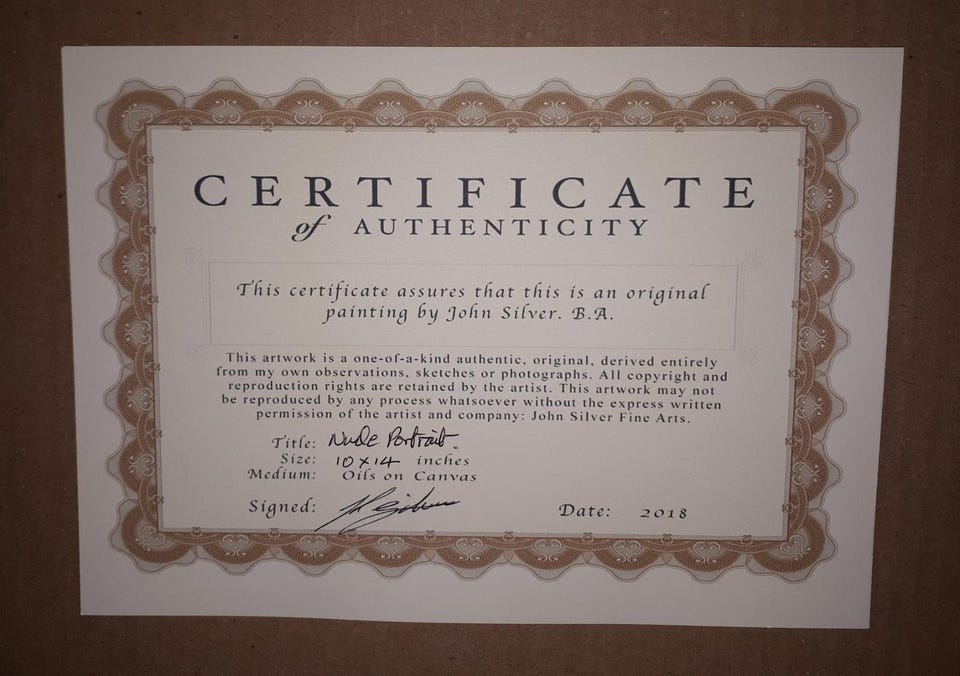 CERTIFICATE
of AUTHENTICITY
This certificate assures that this is an original
painting by John Silver. B.A.
This artwork is a one-of-a-kind authentic, original, derived entirely
from my own observations, sketches or photographs. All copyright and
reproduction rights are retained by the artist. This artwork may not
be reproduced by any process whatsoever without the express written
permission of the artist and company: John Silver Fine Arts.
Title: Nude Portrait.
Size: 10 x 14 inches
Medium: Oils on Canvas
Signed: J Silver Date: 2018